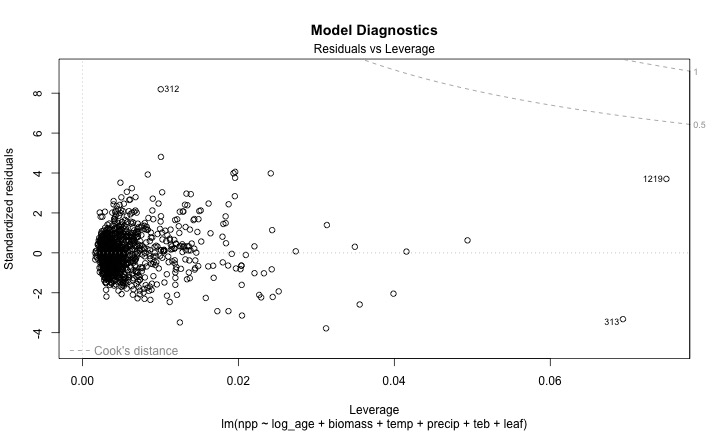 Model Diagnostics
Residuals vs Leverage
Standardized residuals
8
6
4
2
0
-2
-4
312
1219
313
1
0.5
Cook's distance
0.00 0.02 0.04 0.06
Leverage
lm(npp ~ log_age + biomass + temp + precip + teb + leaf)